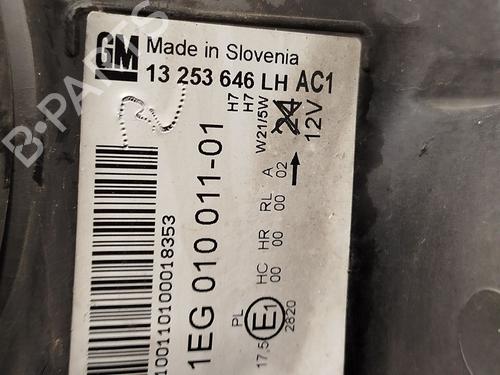 GM Made in Slovenia
13 253 646 LH AC1
H7
H7
W21/5W
24
12V
1EG 010 011-01
100110100018353
A
02
RL
00
HR
00
HC
00
PL
17,5
E1
2820
B-PARTS